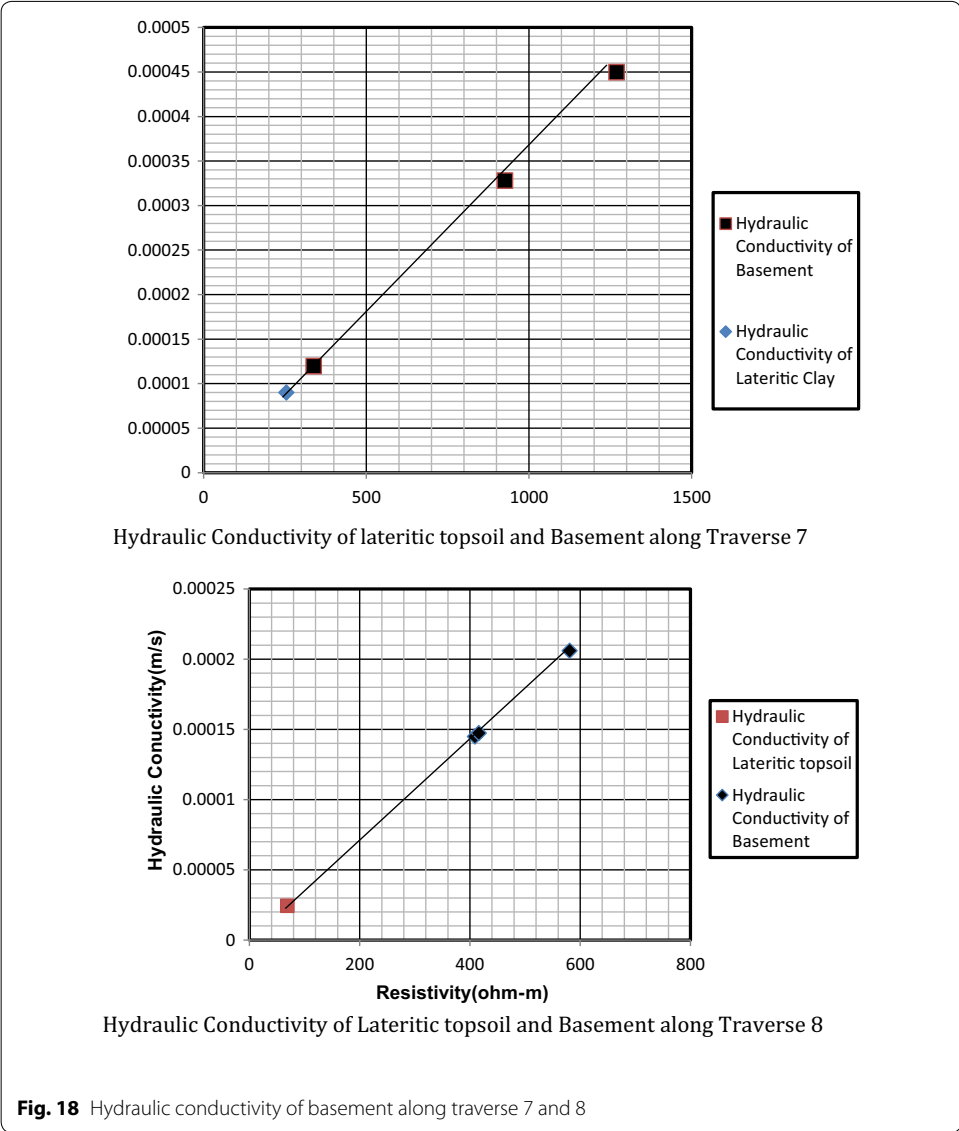 0.0005
0.00045
0.0004
0.00035
0.0003
0.00025
0.0002
0.00015
0.0001
0.00005
0
0 500 1000 1500
Hydraulic
Conductivity of
Basement
Hydraulic
Conductivity of
Lateritic Clay
Hydraulic Conductivity of lateritic topsoil and Basement along Traverse 7
0.00025
0.0002
0.00015
0.0001
0.00005
0
Hydraulic Conuctivity(m/s)
0 200 400 600 800
Resistivity(ohm-m)
Hydraulic
Conductivity of
Lateritic topsoil
Hydraulic
Conductivity of
Basement
Hydraulic Conductivity of Lateritic topsoil and Basement along Traverse 8
Fig. 18 Hydraulic conductivity of basement along traverse 7 and 8